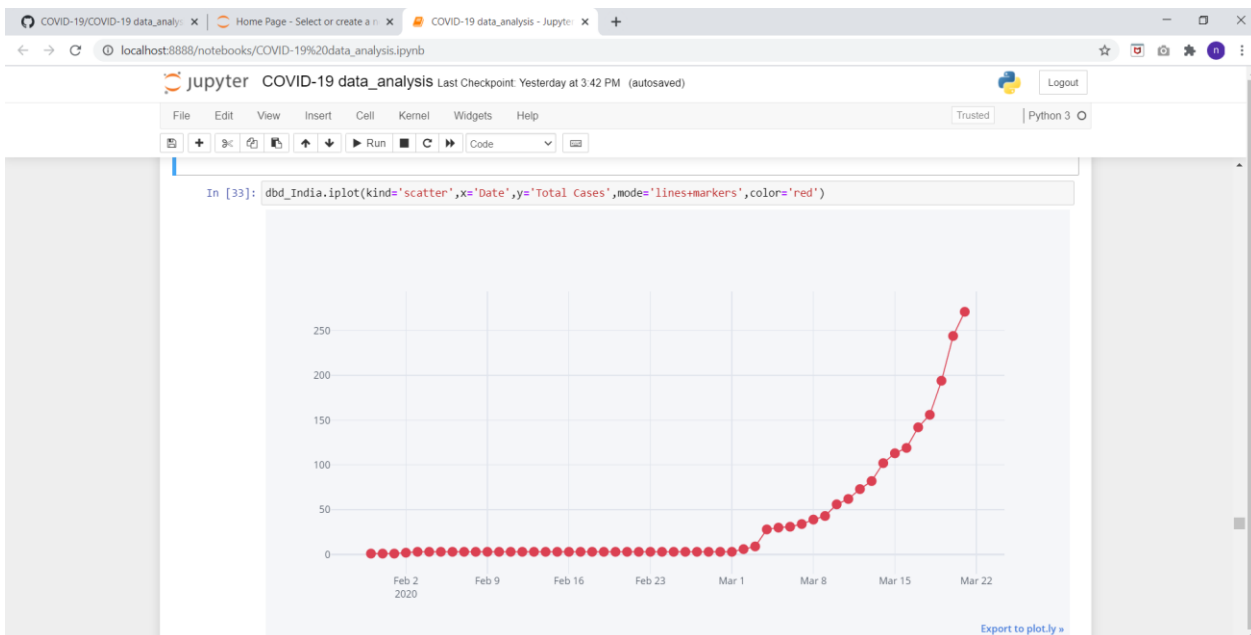 COVID-19/COVID-19 data_analys
Home Page - Select or create a n
COVID-19 data_analysis - Jupyter
localhost:8888/notebooks/COVID-19%20data_analysis.ipynb
n
jupyter COVID-19 data_analysis Last Checkpoint: Yesterday at 3:42 PM (autosaved)
Logout
File Edit View Insert Cell Kernel Widgets Help
Trusted
Python 3
Run
Code
In [33]: dbd_India.iplot(kind='scatter',x='Date',y='Total Cases',mode='lines+markers',color='red')
250
200
150
100
50
0
Feb 2 Feb 9 Feb 16 Feb 23 Mar 1 Mar 8 Mar 15 Mar 22
2020
Export to plot.ly »